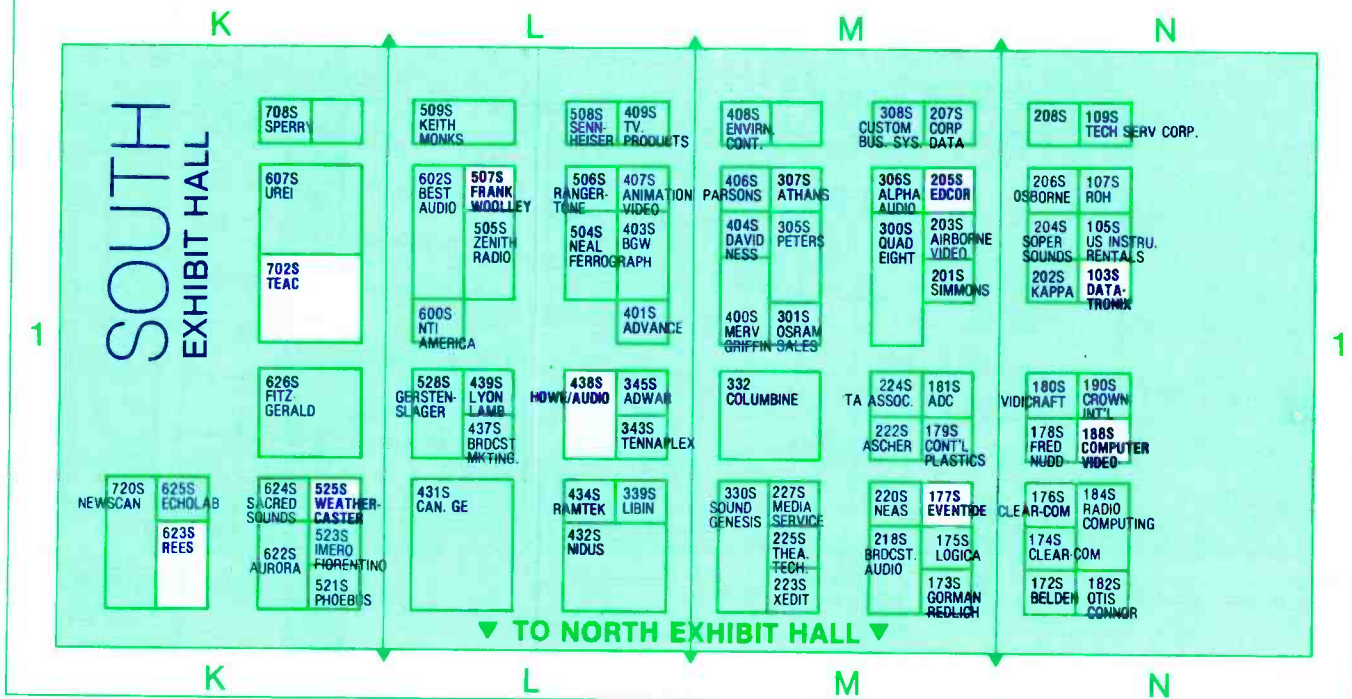 K
L
M
N
SOUTH
EXHIBIT HALL
708S
SPERRY
509S
KEITH
MONKS
508S
SENN-
HEISER
409S
TV.
PRODUCTS
408S
ENVIRN.
CONT.
308S
CUSTOM
BUS. SYS.
207S
CORP
DATA
208S
109S
TECH SERV CORP.
607S
UREI
602S
BEST
AUDIO
507S
FRANK
WOOLLEY
506S
RANGER-
TONE
407S
ANIMATION
VIDEO
406S
PARSONS
307S
ATHANS
306S
ALPHA
AUDIO
205S
EDCOR
206S
OSBORNE
107S
ROH
505S
ZENITH
RADIO
504S
NEAL
FERROGRAPH
403S
BGW
404S
DAVID
NESS
305S
PETERS
300S
QUAD
EIGHT
203S
AIRBORNE
VIDEO
204S
SOPER
SOUNDS
105S
US INSTRU.
RENTALS
702S
TEAC
201S
SIMMONS
202S
KAPPA
103S
DATA-
TRONIX
600S
NTI
AMERICA
401S
ADVANCE
400S
MERV
GRIFFIN
301S
OSRAM
SALES
1
1
626S
FITZ-
GERALD
528S
GERSTEN-
SLAGER
439S
LYON
LAMB
438S
HOWE/AUDIO
345S
ADWAR
332
COLUMBINE
224S
TA ASSOC.
181S
ADC
180S
VIDICRAFT
190S
CROWN
INT'L
437S
BRDCST
MKTING.
343S
TENNAPLEX
222S
ASCHER
179S
CONT'L
PLASTICS
178S
FRED
NUDD
188S
COMPUTER
VIDEO
720S
NEWSCAN
625S
ECHOLAB
624S
SACRED
SOUNDS
525S
WEATHER-
CASTER
431S
CAN. GE
434S
RAMTEK
339S
LIBIN
330S
SOUND
GENESIS
227S
MEDIA
SERVICE
220S
NEAS
177S
EVENTIDE
176S
CLEAR-COM
184S
RADIO
COMPUTING
623S
REES
523S
IMERO
FIORENTINO
432S
NIDUS
225S
THEA.
TECH.
218S
BRDCST.
AUDIO
175S
LOGICA
174S
CLEAR-COM
622S
AURORA
521S
PHOEBUS
223S
XEDIT
173S
GORMAN
REDLICH
172S
BELDEN
182S
OTIS
CONNOR
▼ TO NORTH EXHIBIT HALL ▼
K
L
M
N